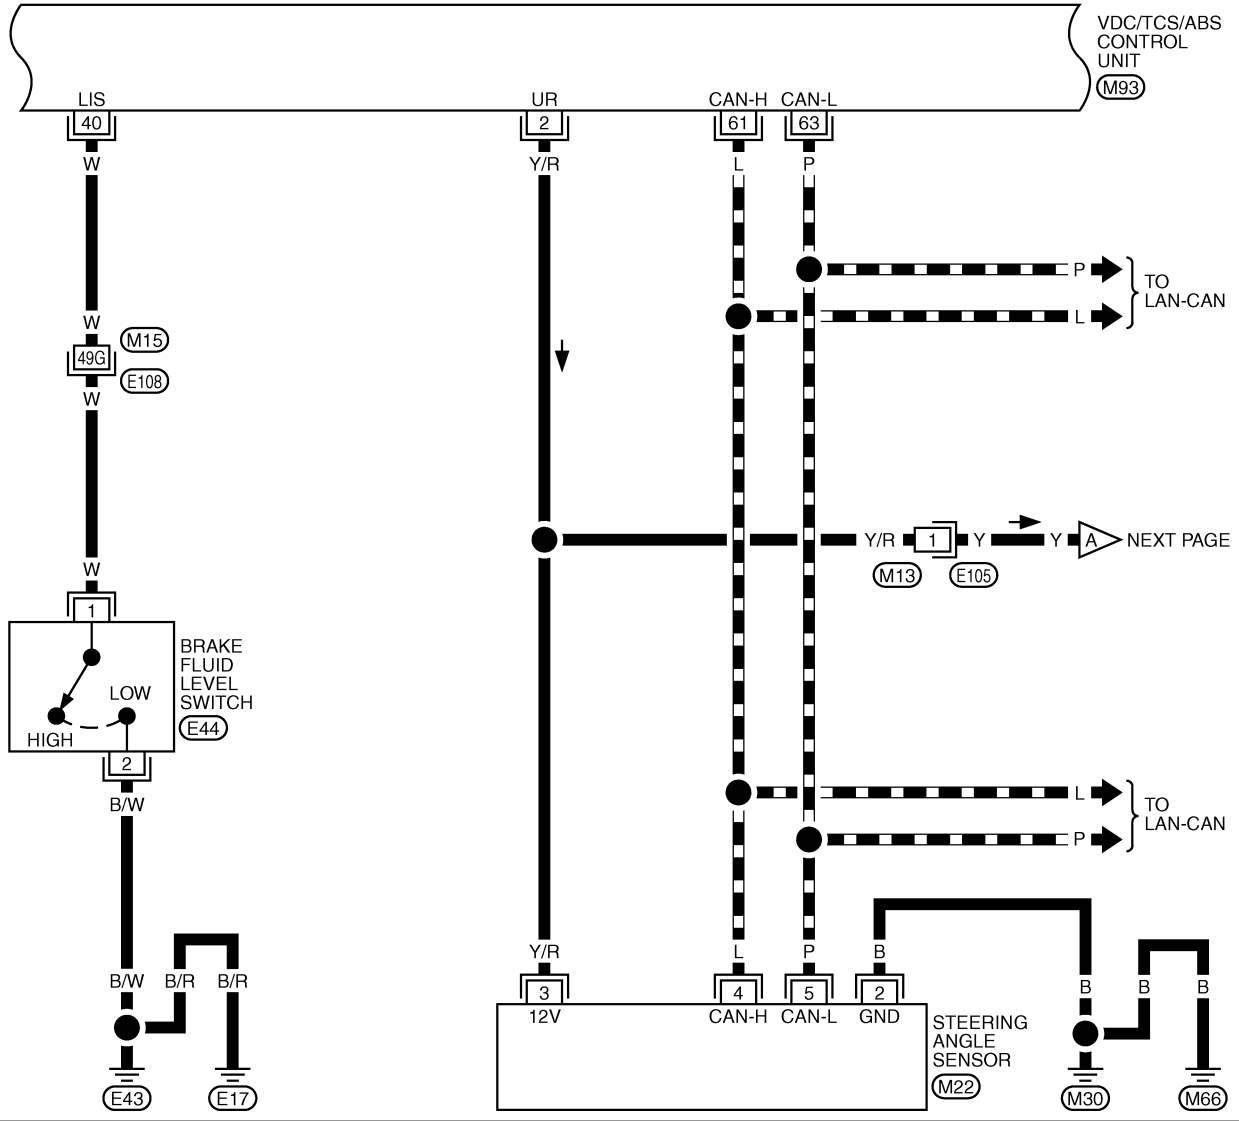 VDC/TCS/ABS
CONTROL
UNIT
M93
LIS UR CAN-H CAN-L
40 2 61 63
W Y/R L P
P
TO
LAN-CAN
L
W
M15
49G
E108
W
Y/R 1 Y Y A NEXT PAGE
M13 E105
W
1
BRAKE
FLUID
LEVEL
SWITCH
E44
LOW
HIGH
2
B/W
L
TO
LAN-CAN
P
Y/R L P B
B/W B/R B/R
B B B
3 4 5 2
12V CAN-H CAN-L GND
STEERING
ANGLE
SENSOR
M22
E43 E17 M30 M66